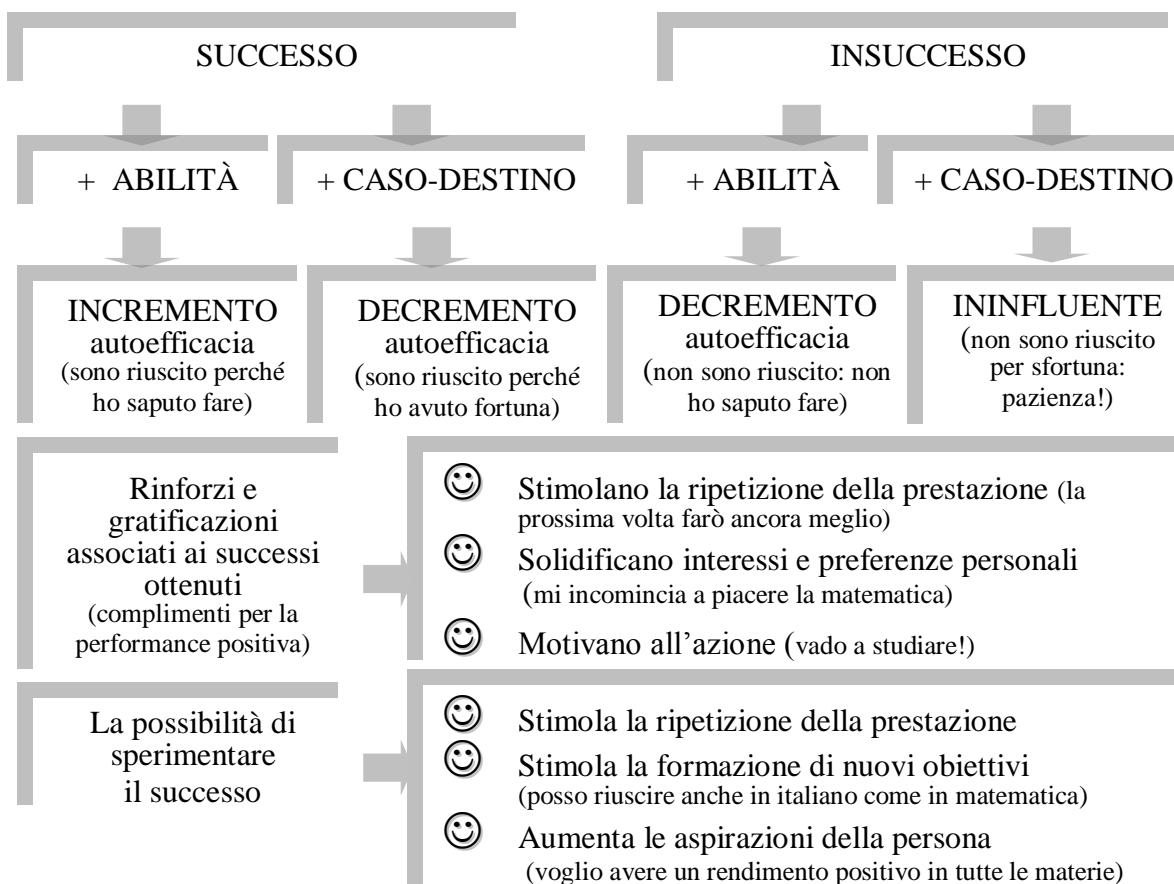 SUCCESSO
INSUCCESSO
+ ABILITÀ
+ CASO-DESTINO
+ ABILITÀ
+ CASO-DESTINO
INCREMENTO
autoefficacia
(sono riuscito perché
ho saputo fare)
DECREMENTO
autoefficacia
(sono riuscito perché
ho avuto fortuna)
DECREMENTO
autoefficacia
(non sono riuscito: non
ho saputo fare)
ININFLUENTE
(non sono riuscito
per sfortuna:
pazienza!)
Rinforzi e
gratificazioni
associati ai successi
ottenuti
(complimenti per la
performance positiva)
Stimolano la ripetizione della prestazione (la
prossima volta farò ancora meglio)
Solidificano interessi e preferenze personali
(mi incomincia a piacere la matematica)
Motivano all’azione (vado a studiare!)
La possibilità di
sperimentare
il successo
Stimola la ripetizione della prestazione
Stimola la formazione di nuovi obiettivi
(posso riuscire anche in italiano come in matematica)
Aumenta le aspirazioni della persona
(voglio avere un rendimento positivo in tutte le materie)